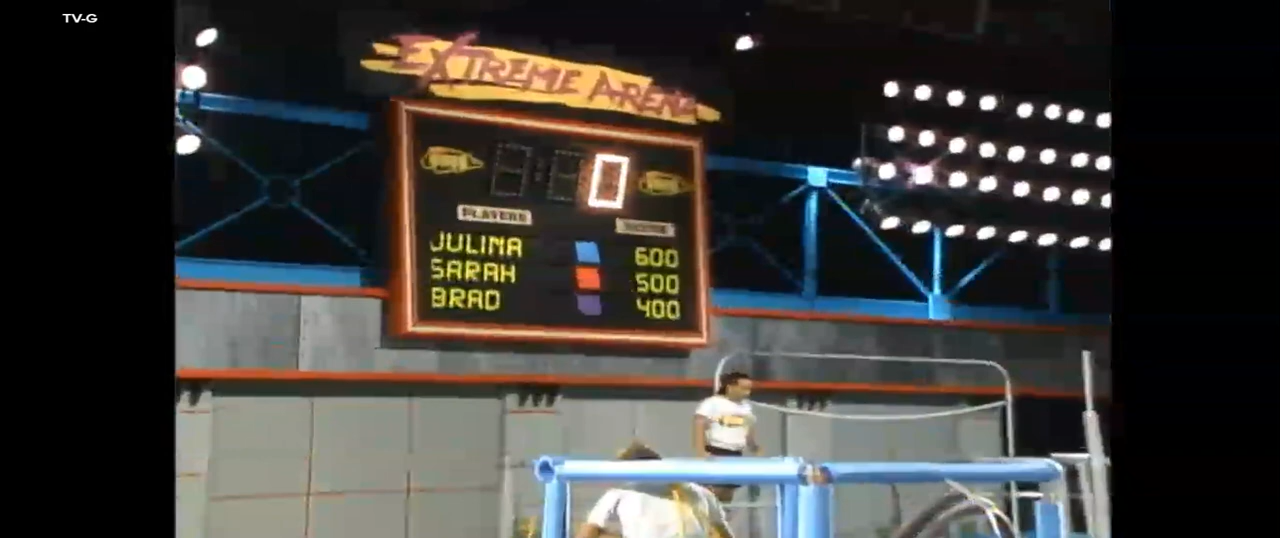 TV-G
EXTREME ARENA
0
PLAYERS SCORE
JULINA 600
SARAH 500
BRAD 400